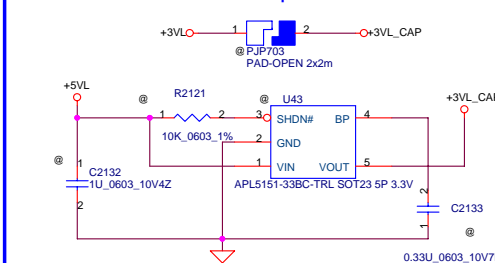 +3VL
1
2
+3VL_CAP
@
PJP703
PAD-OPEN 2x2m
+5VL
@
R2121
@
U43
+3VL_CAP
1
2
3
SHDN#
BP
4
10K_0603_1%
2
GND
1
VIN
VOUT
5
@
1
C2132
1U_0603_10V4Z
2
APL5151-33BC-TRL SOT23 5P 3.3V
2
C2133
1
@
0.33U_0603_10V7